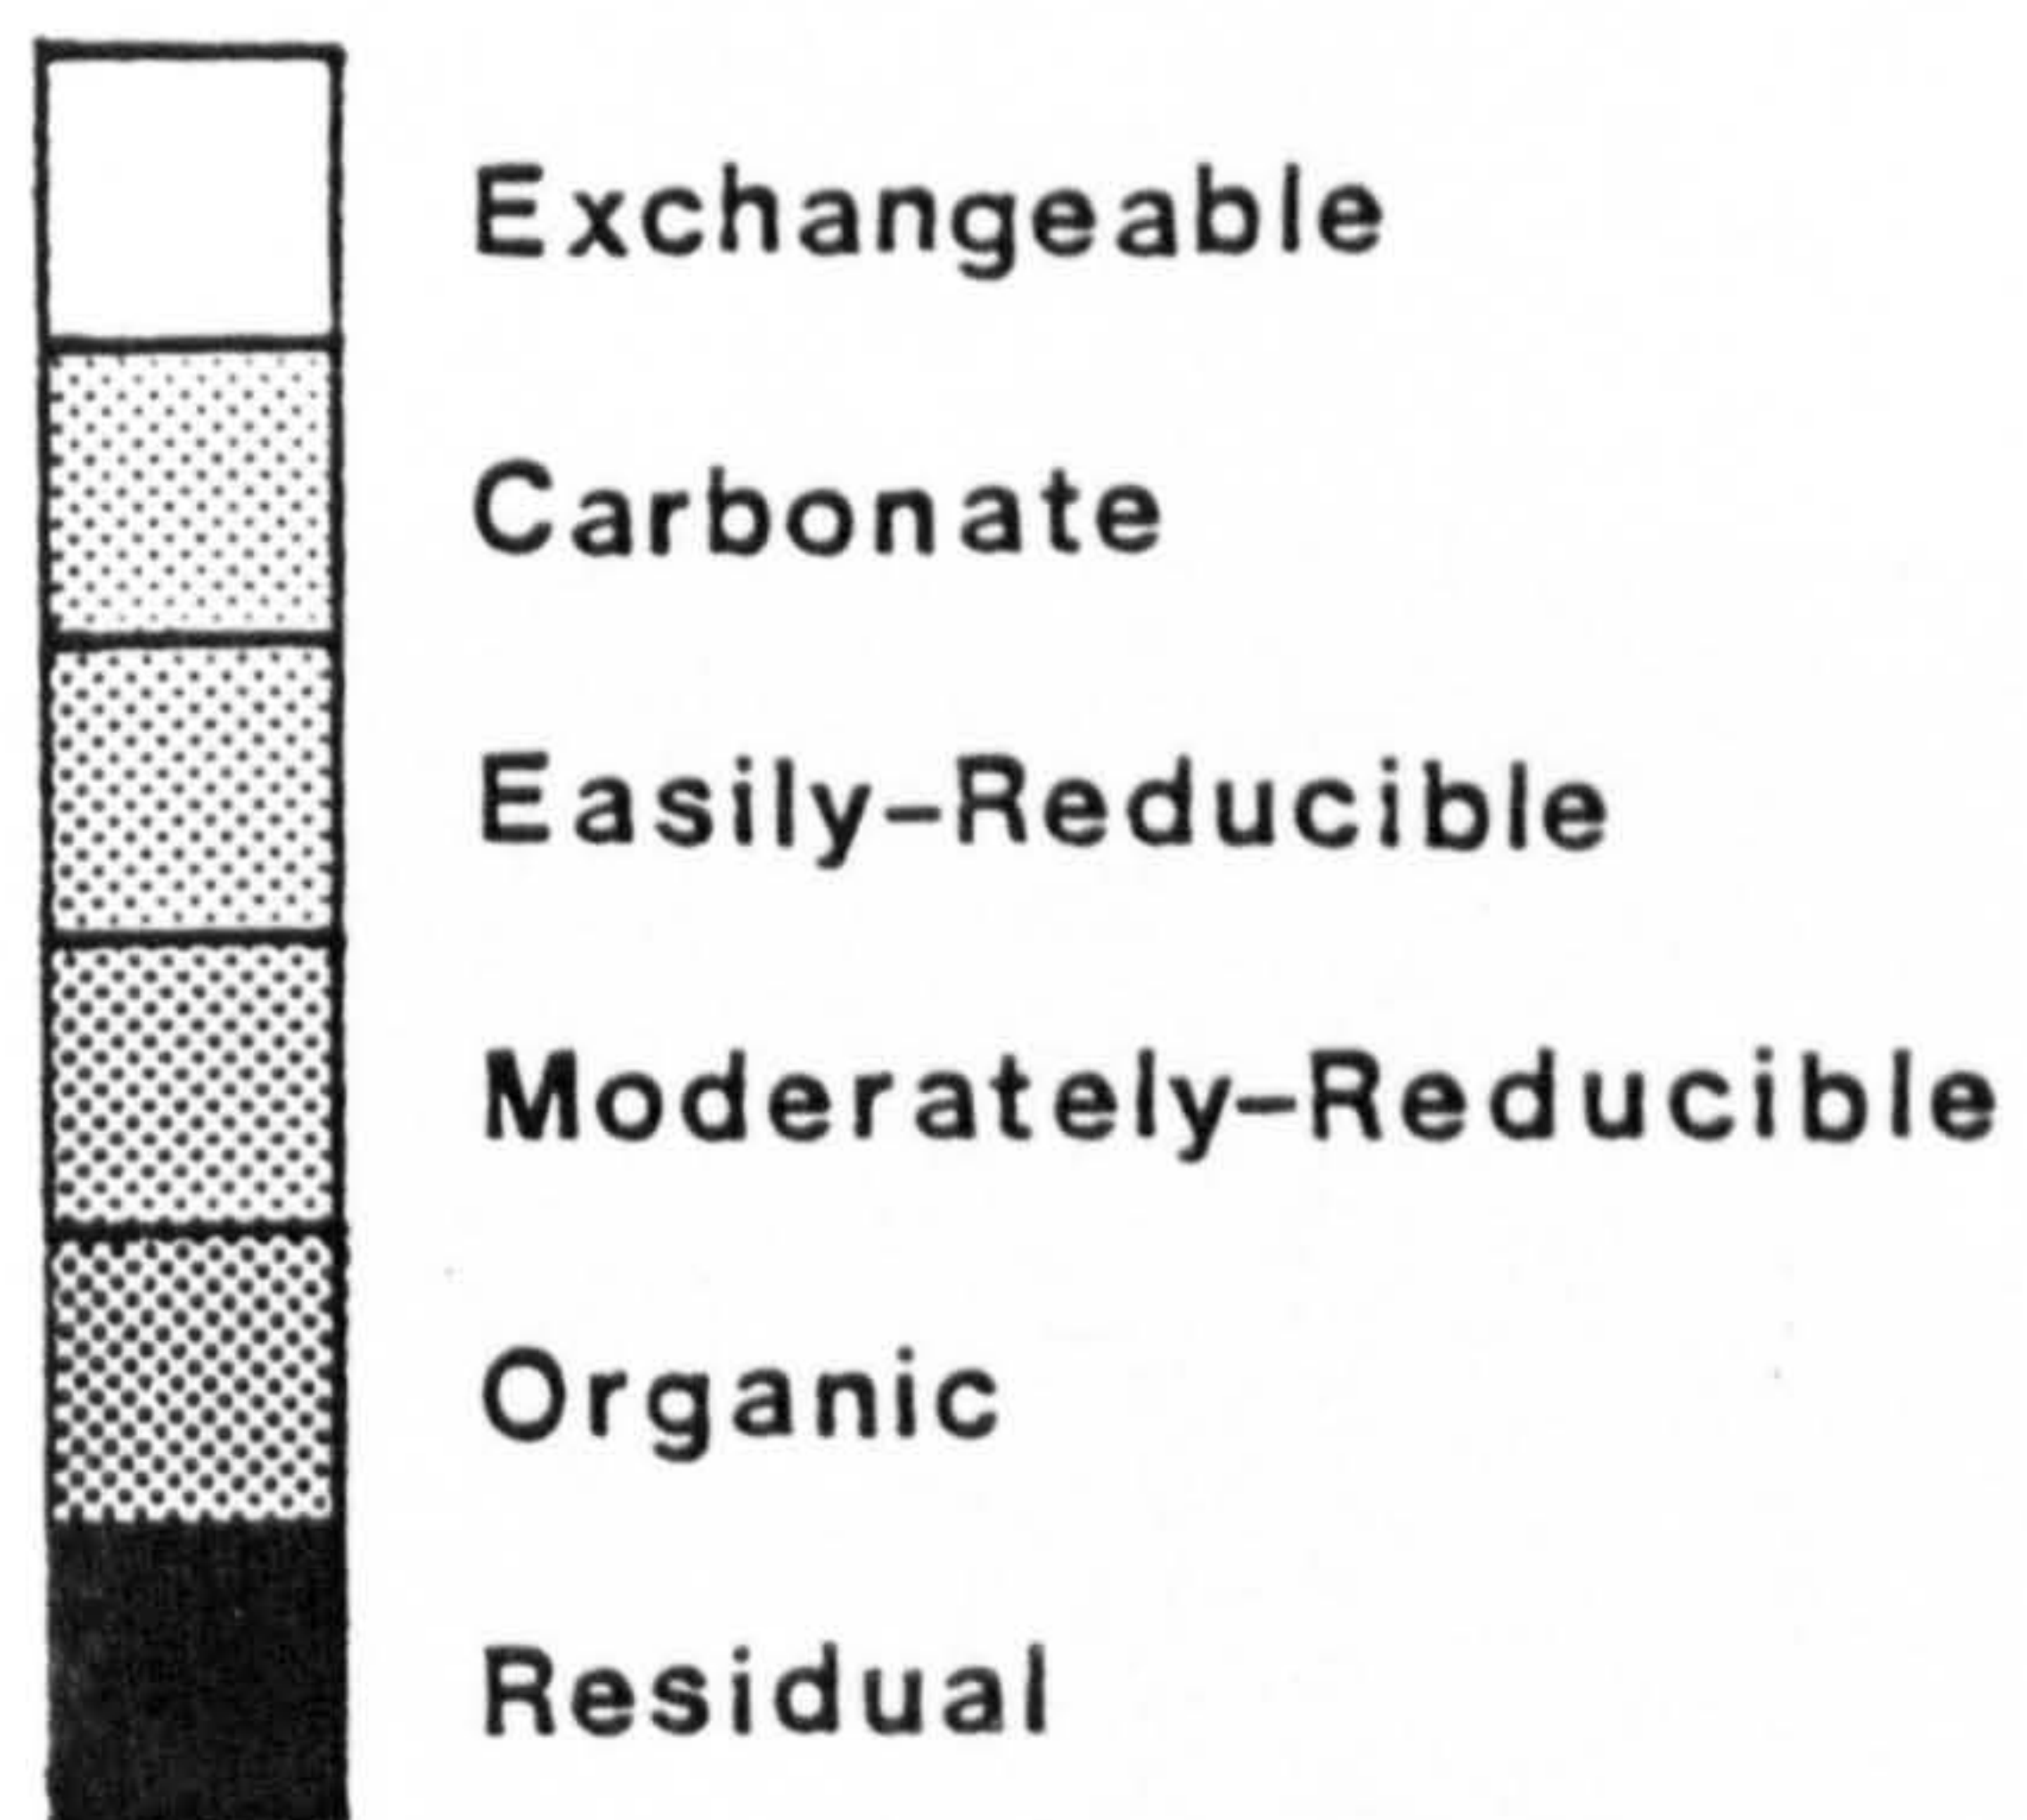 Exchangeable
Carbonate
Easily-Reducible
Moderately-Reducible
Organic
Residual